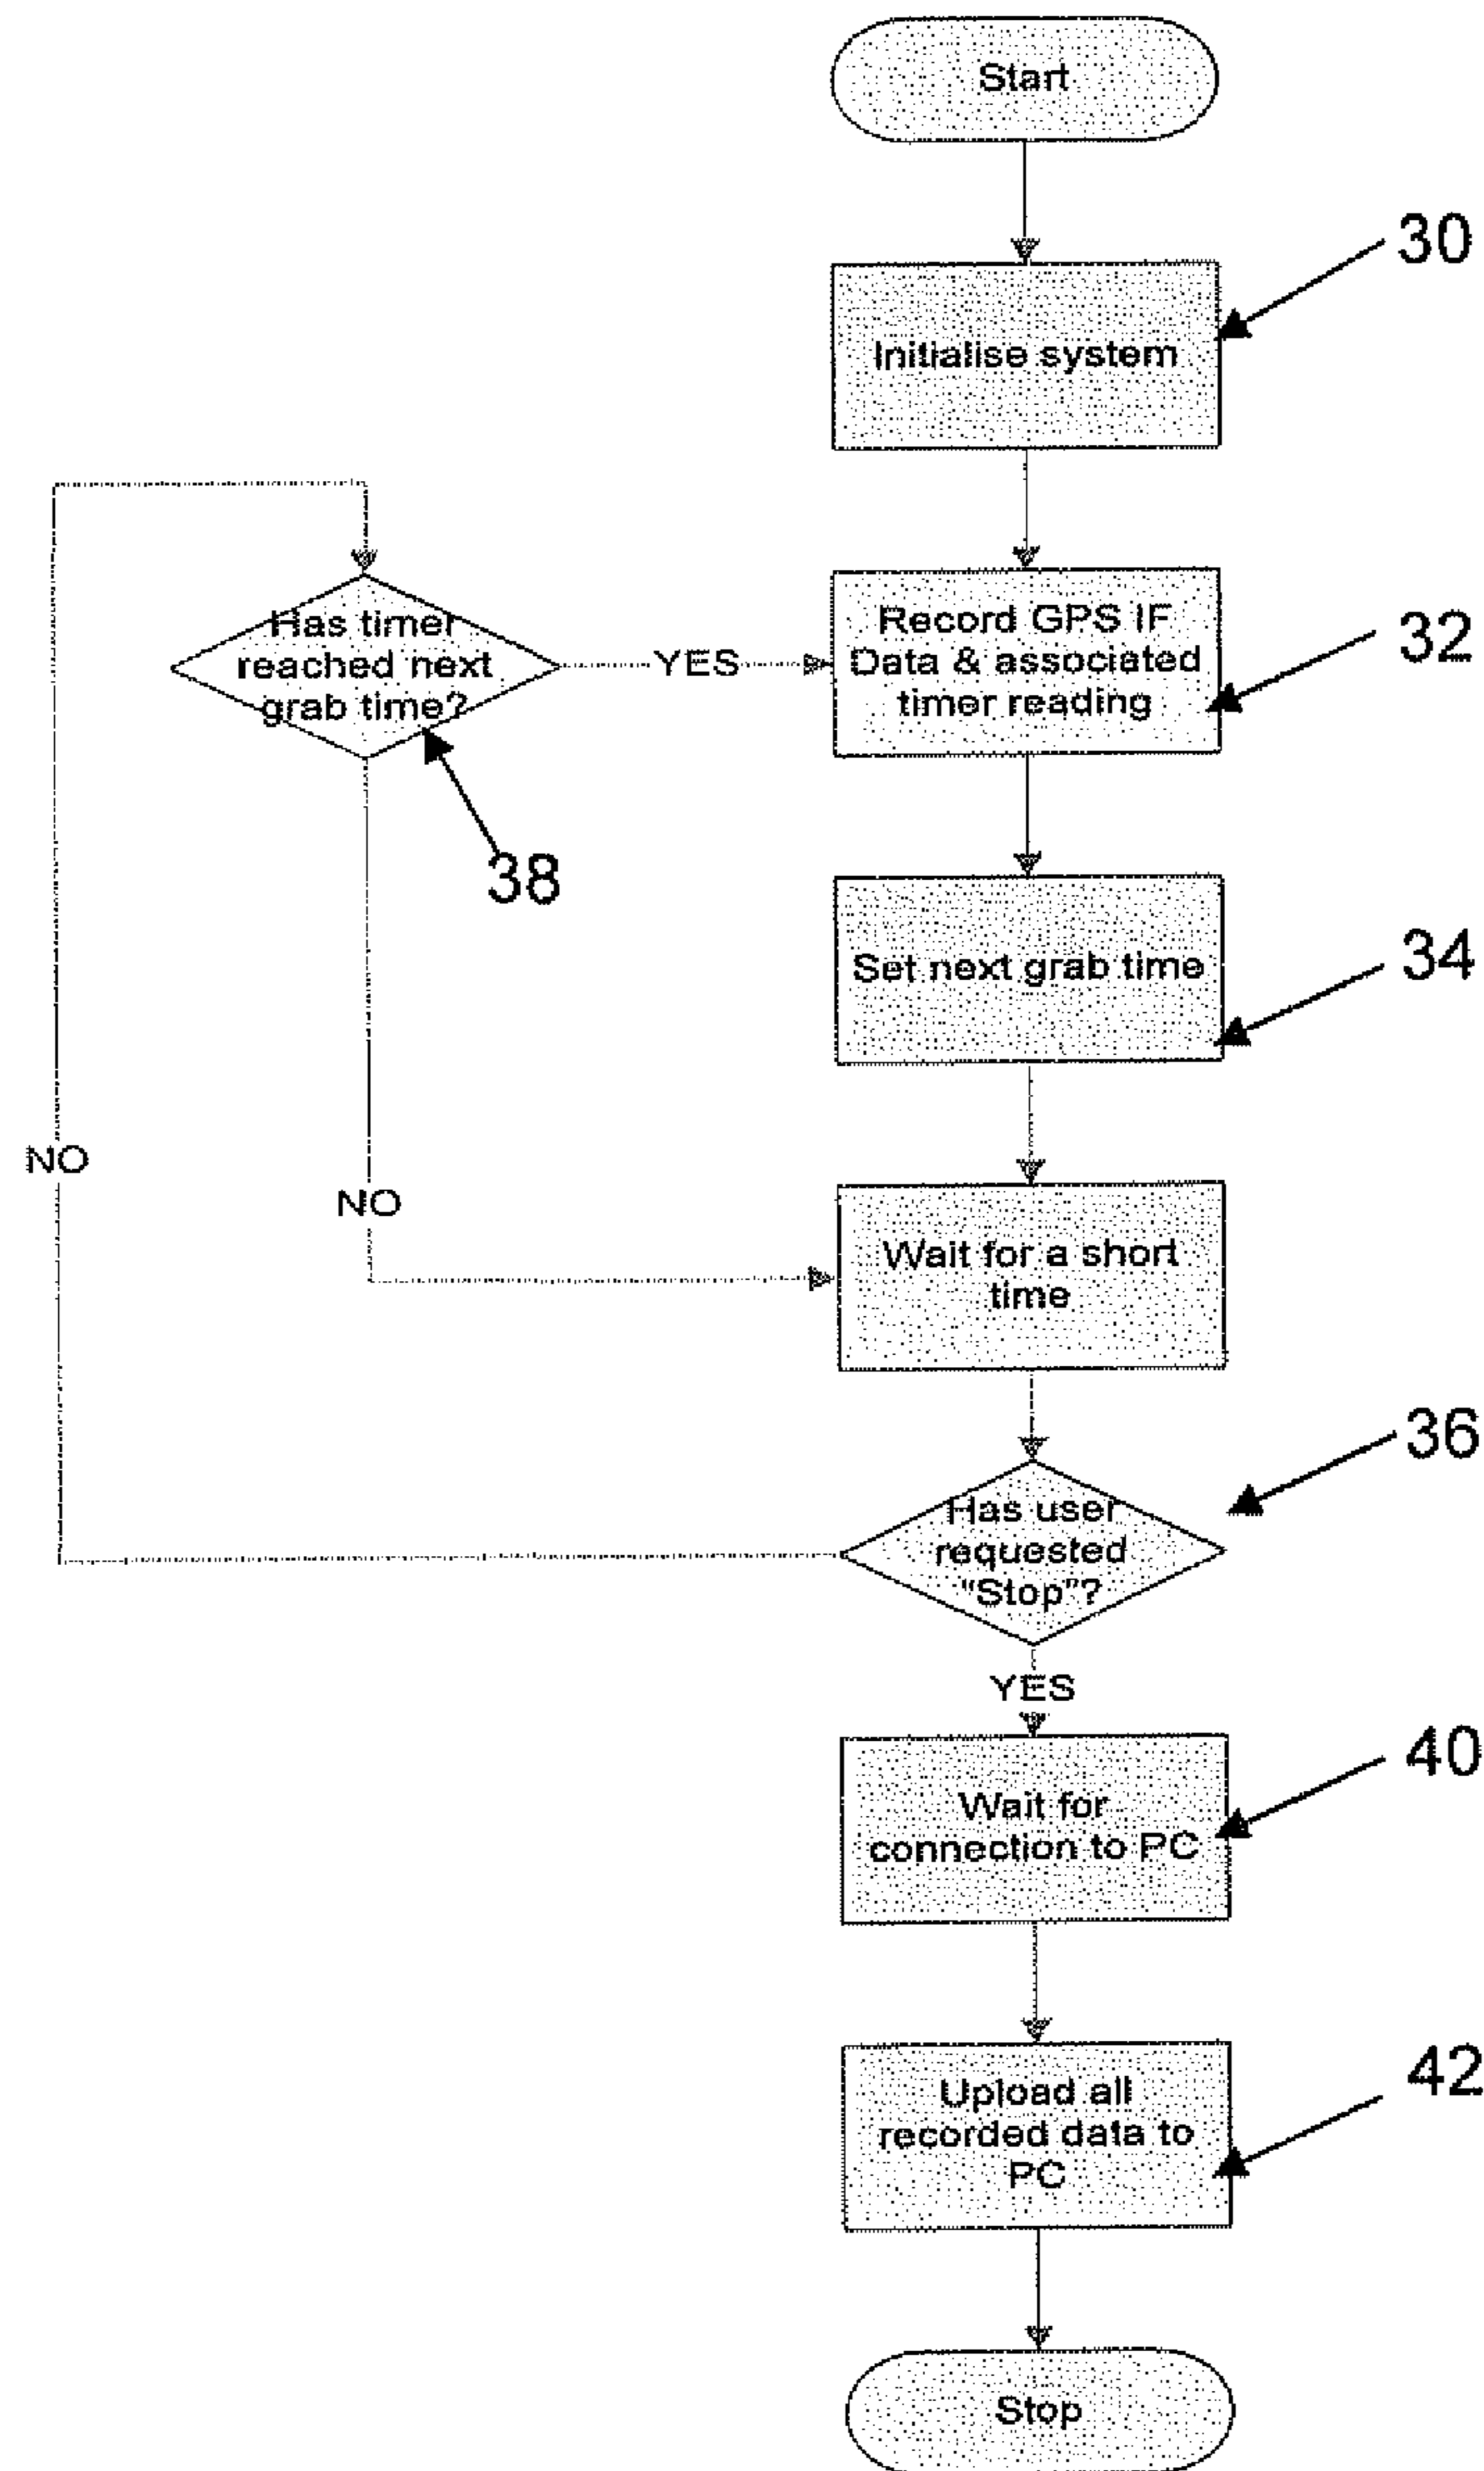 Start
30
Initialise system
Has timer
reached next
grab time?
YES
Record GPS IF
Data & associated
timer reading
32
38
Set next grab time
34
NO
NO
Wait for a short
time
36
Has user
requested
"Stop"?
YES
40
Wait for
connection to PC
42
Upload all
recorded data to
PC
Stop